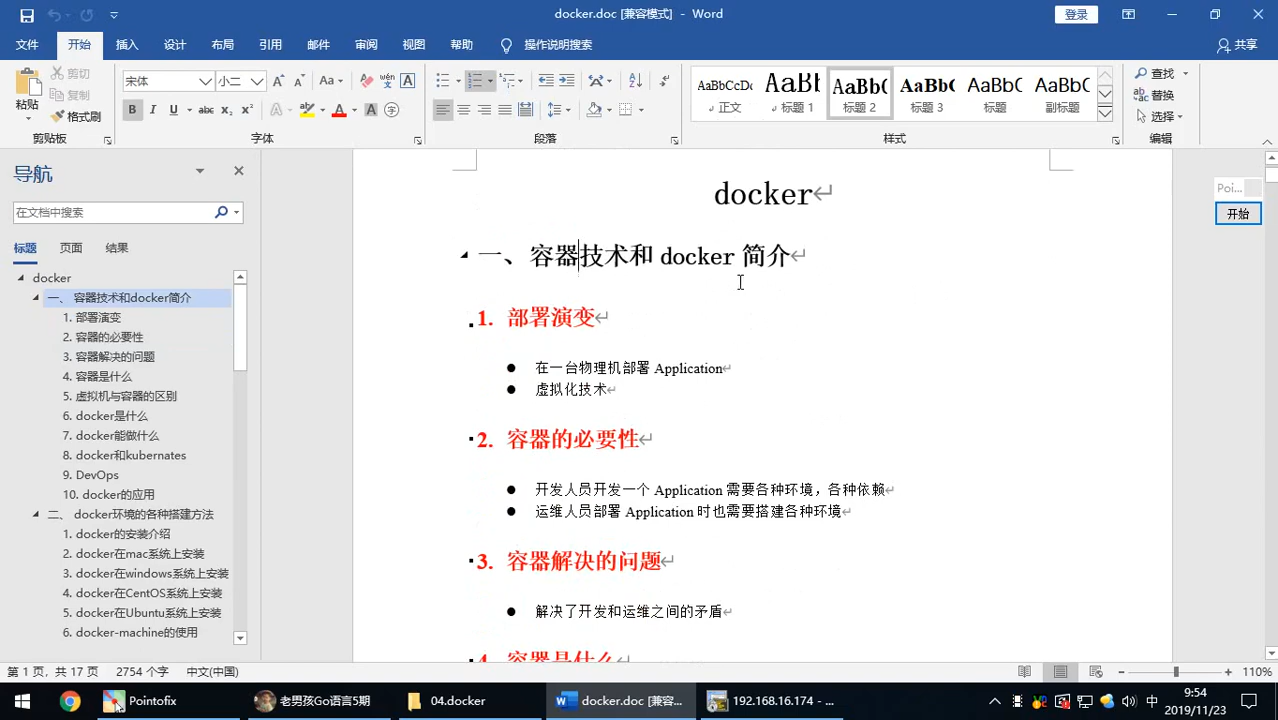 docker.doc [兼容模式] - Word
登录
文件 开始 插入 设计 布局 引用 邮件 审阅 视图 帮助 操作说明搜索 共享
粘贴
剪切
复制
格式刷
剪贴板
宋体 小二
字体
段落
AaBbCcDd AaBb AaBbC AaBbC AaBbC AaBbC
正文 标题 1 标题 2 标题 3 标题 副标题
样式
查找
替换
选择
编辑
导航
在文档中搜索
标题 页面 结果
docker
一、 容器技术和docker简介
1. 部署演变
2. 容器的必要性
3. 容器解决的问题
4. 容器是什么
5. 虚拟机与容器的区别
6. docker是什么
7. docker能做什么
8. docker和kubernates
9. DevOps
10. docker的应用
二、 docker环境的各种搭建方法
1. docker的安装介绍
2. docker在mac系统上安装
3. docker在windows系统上安装
4. docker在CentOS系统上安装
5. docker在Ubuntu系统上安装
6. docker-machine的使用
docker
一、容器技术和 docker 简介
1. 部署演变
● 在一台物理机部署 Application
● 虚拟化技术
2. 容器的必要性
● 开发人员开发一个 Application 需要各种环境，各种依赖
● 运维人员部署 Application 时也需要搭建各种环境
3. 容器解决的问题
● 解决了开发和运维之间的矛盾
4. 容器是什么
Poi...
开始
第 1 页，共 17 页 2754 个字 中文(中国) 110%
Pointofix 老男孩Go语言5期 04.docker docker.doc [兼容... 192.168.16.174 - ... 中 9:54
2019/11/23